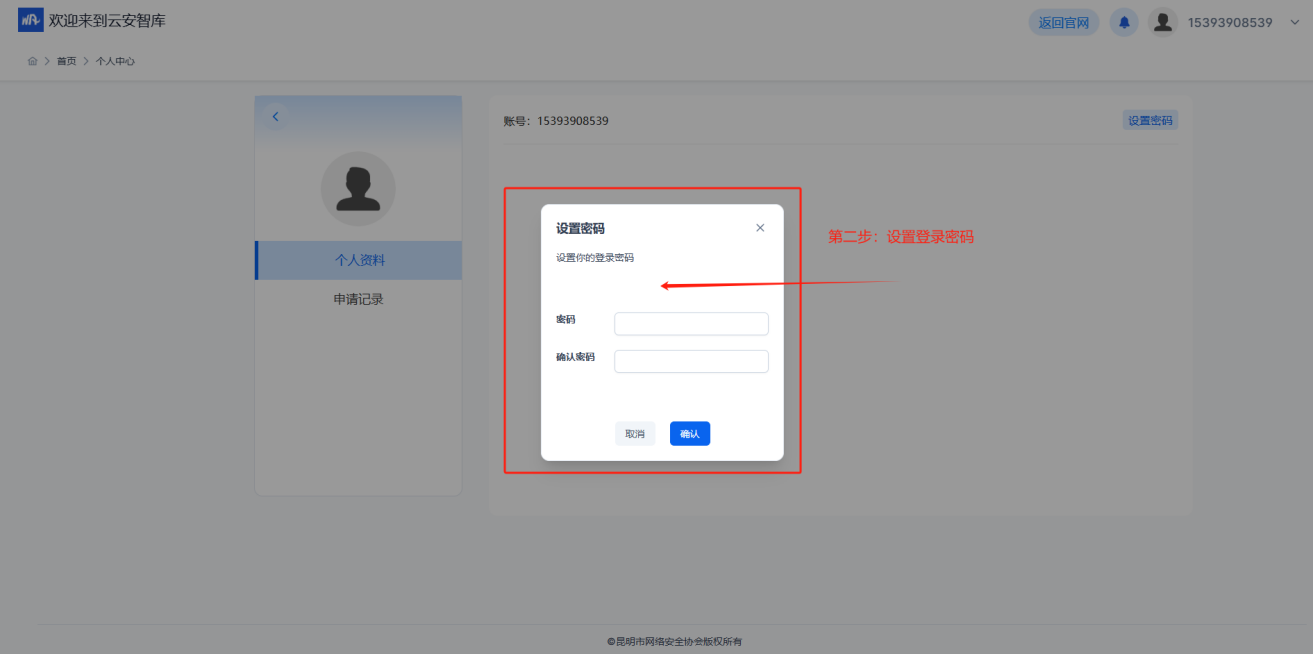 欢迎来到云安智库
返回官网
15393908539
首页 > 个人中心
账号：15393908539
设置密码
个人资料
申请记录
设置密码
设置你的登录密码
密码
确认密码
取消
确认
第二步：设置登录密码
©昆明市网络安全协会版权所有